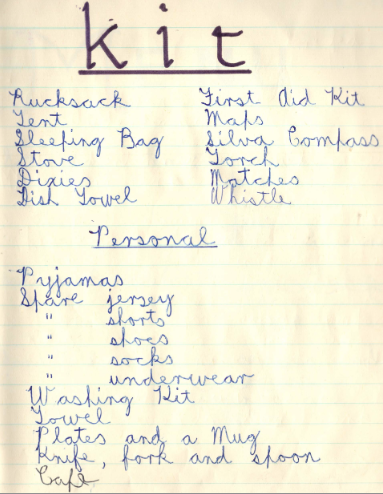 kit
Rucksack First Aid Kit
Tent Maps
Sleeping Bag Silva Compass
Stove Torch
Dixies Matches
Dish Towel Whistle
Personal
Pyjamas
Spare jersey
" shorts
" shoes
" socks
" underwear
Washing Kit
Towel
Plates and a Mug
Knife, fork and spoon